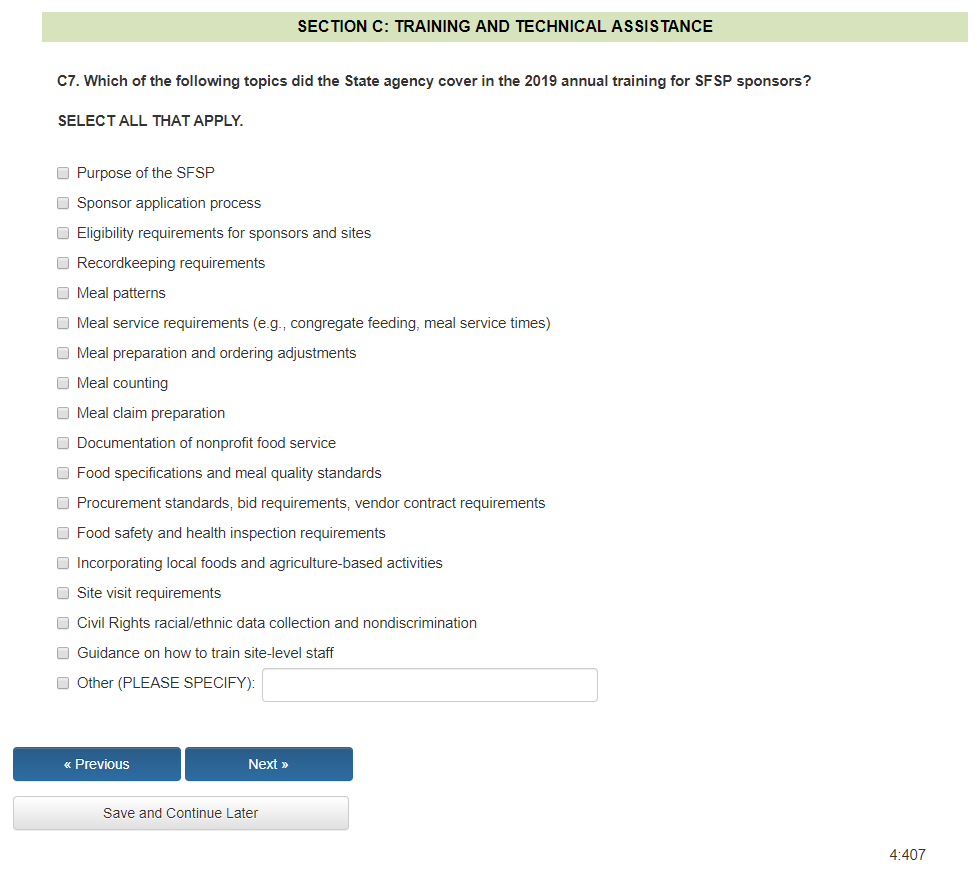 SECTION C: TRAINING AND TECHNICAL ASSISTANCE
C7. Which of the following topics did the State agency cover in the 2019 annual training for SFSP sponsors?
SELECT ALL THAT APPLY.
Purpose of the SFSP
Sponsor application process
Eligibility requirements for sponsors and sites
Recordkeeping requirements
Meal patterns
Meal service requirements (e.g., congregate feeding, meal service times)
Meal preparation and ordering adjustments
Meal counting
Meal claim preparation
Documentation of nonprofit food service
Food specifications and meal quality standards
Procurement standards, bid requirements, vendor contract requirements
Food safety and health inspection requirements
Incorporating local foods and agriculture-based activities
Site visit requirements
Civil Rights racial/ethnic data collection and nondiscrimination
Guidance on how to train site-level staff
Other (PLEASE SPECIFY):
« Previous Next »
Save and Continue Later
4:407